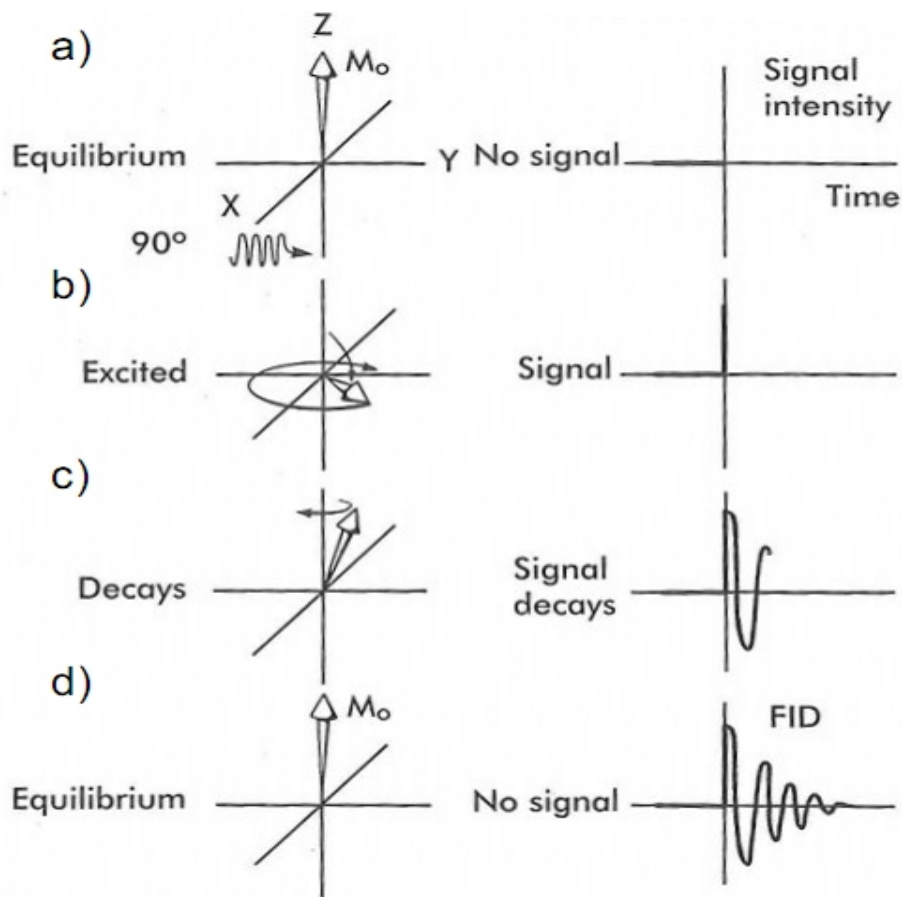 a)
Z
M₀
Signal
intensity
Equilibrium
Y
No signal
Time
X
90°
b)
Excited
Signal
c)
Decays
Signal
decays
d)
M₀
FID
Equilibrium
No signal